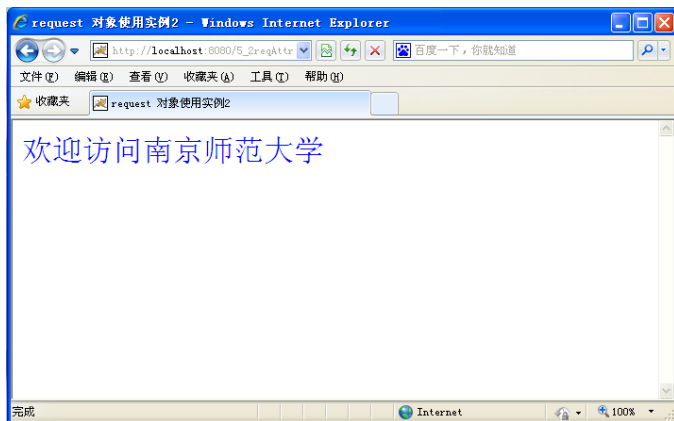 request 对象使用实例2 - Windows Internet Explorer
http://localhost:8080/5_2reqAttr
百度一下，你就知道
文件(F) 编辑(E) 查看(V) 收藏夹(A) 工具(T) 帮助(H)
收藏夹 request 对象使用实例2
欢迎访问南京师范大学
完成 Internet 100%